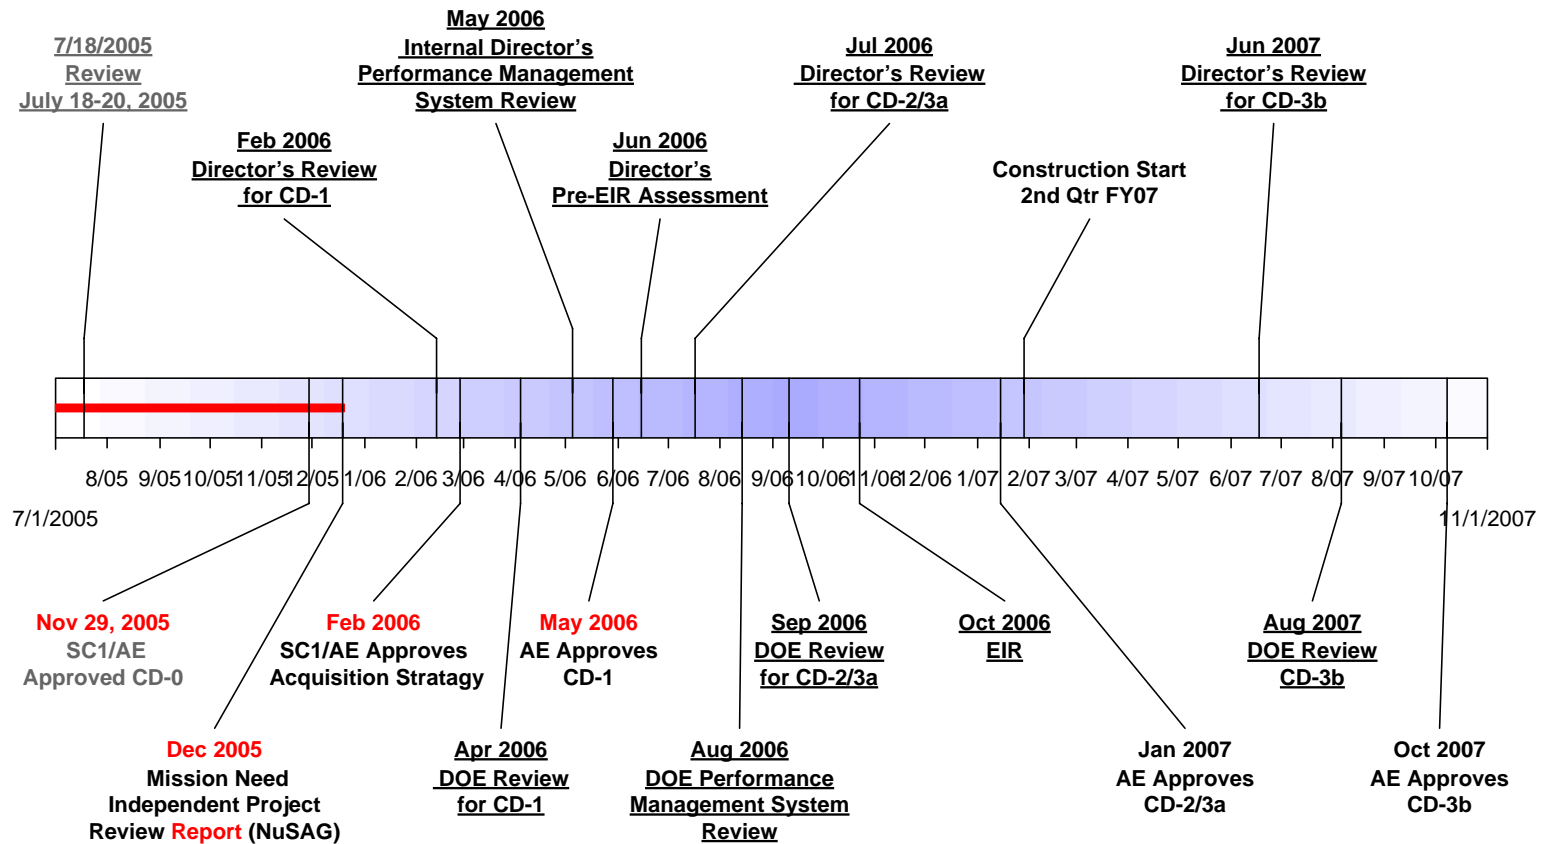 May 2006
Internal Director's
Performance Management
System Review
7/18/2005
Review
July 18-20, 2005
Jul 2006
Director's Review
for CD-2/3a
Jun 2007
Director's Review
for CD-3b
Feb 2006
Director's Review
for CD-1
Jun 2006
Director's
Pre-EIR Assessment
Construction Start
2nd Qtr FY07
8/05 9/05 10/05 11/05 12/05 1/06 2/06 3/06 4/06 5/06 6/06 7/06 8/06 9/06 10/06 11/06 12/06 1/07 2/07 3/07 4/07 5/07 6/07 7/07 8/07 9/07 10/07
7/1/2005
11/1/2007
Nov 29, 2005
SC1/AE
Approved CD-0
Feb 2006
SC1/AE Approves
Acquisition Stratagy
May 2006
AE Approves
CD-1
Sep 2006
DOE Review
for CD-2/3a
Oct 2006
EIR
Aug 2007
DOE Review
CD-3b
Dec 2005
Mission Need
Independent Project
Review Report (NuSAG)
Apr 2006
DOE Review
for CD-1
Aug 2006
DOE Performance
Management System
Review
Jan 2007
AE Approves
CD-2/3a
Oct 2007
AE Approves
CD-3b